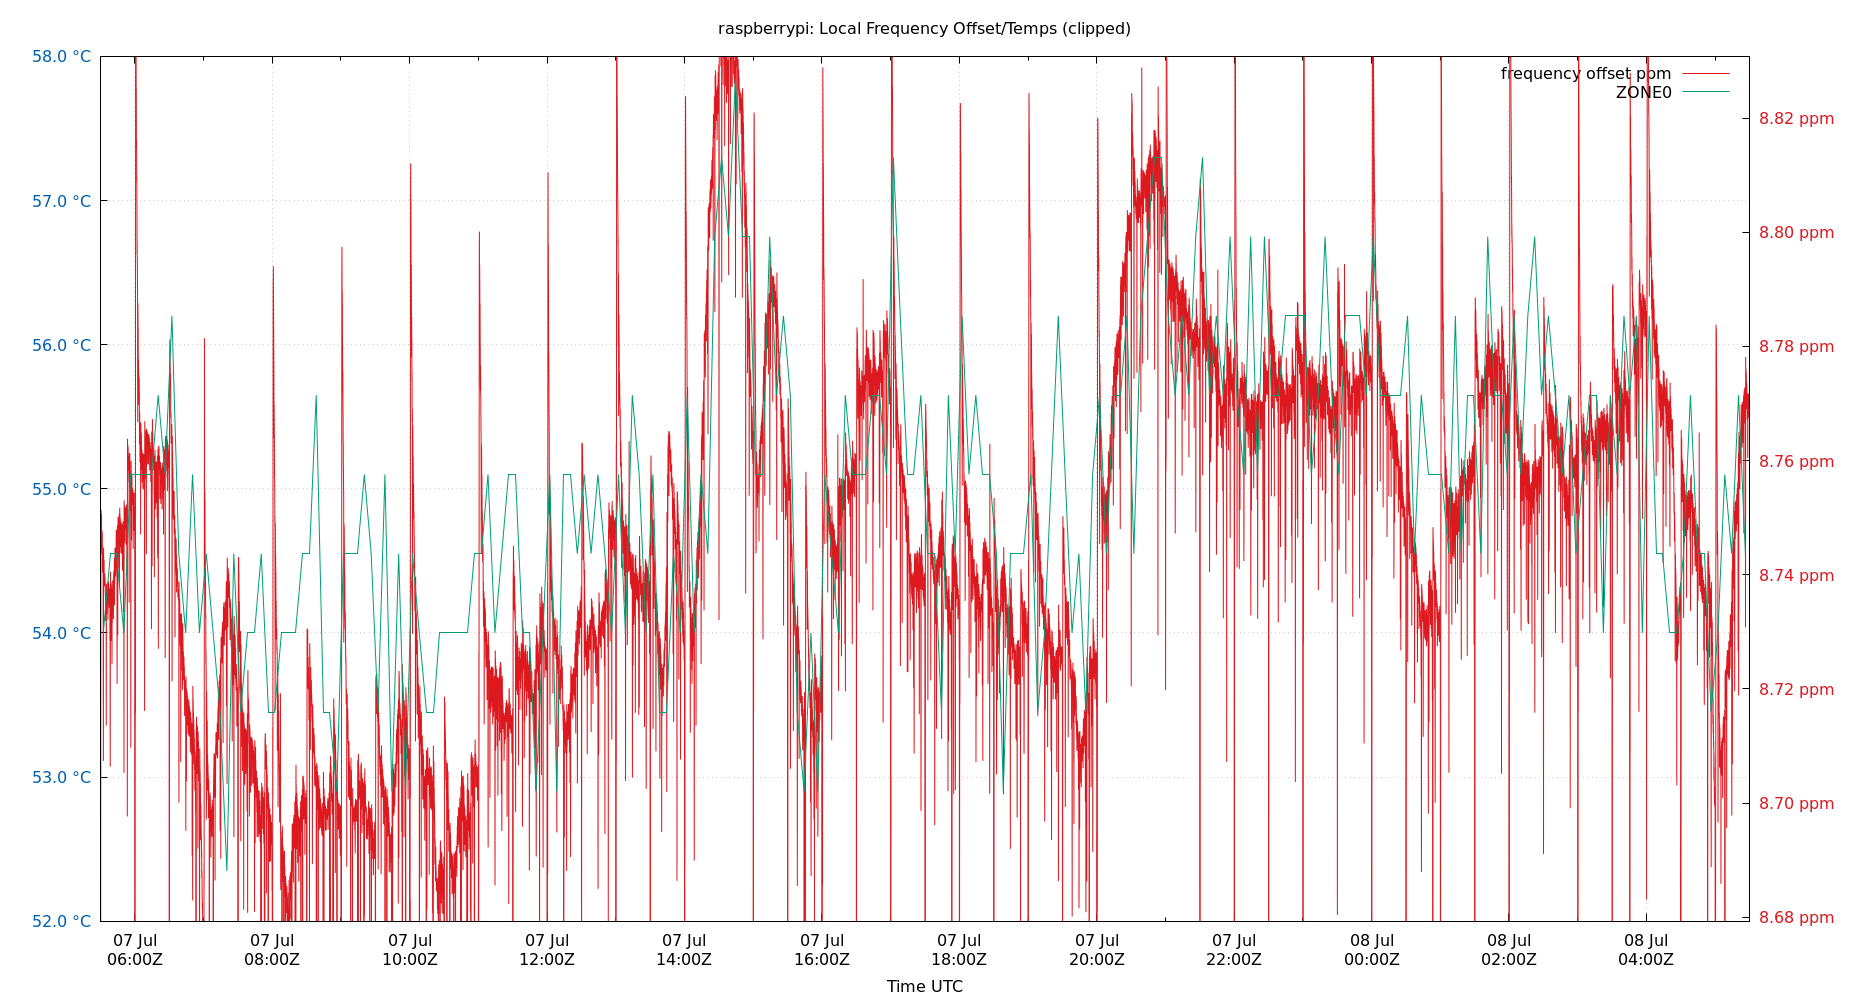 raspberrypi: Local Frequency Offset/Temps (clipped)
58.0 °C
57.0 °C
56.0 °C
55.0 °C
54.0 °C
53.0 °C
52.0 °C
frequency offset ppm
ZONE0
8.82 ppm
8.80 ppm
8.78 ppm
8.76 ppm
8.74 ppm
8.72 ppm
8.70 ppm
8.68 ppm
07 Jul 07 Jul 07 Jul 07 Jul 07 Jul 07 Jul 07 Jul 07 Jul 07 Jul 08 Jul 08 Jul 08 Jul
06:00Z 08:00Z 10:00Z 12:00Z 14:00Z 16:00Z 18:00Z 20:00Z 22:00Z 00:00Z 02:00Z 04:00Z
Time UTC